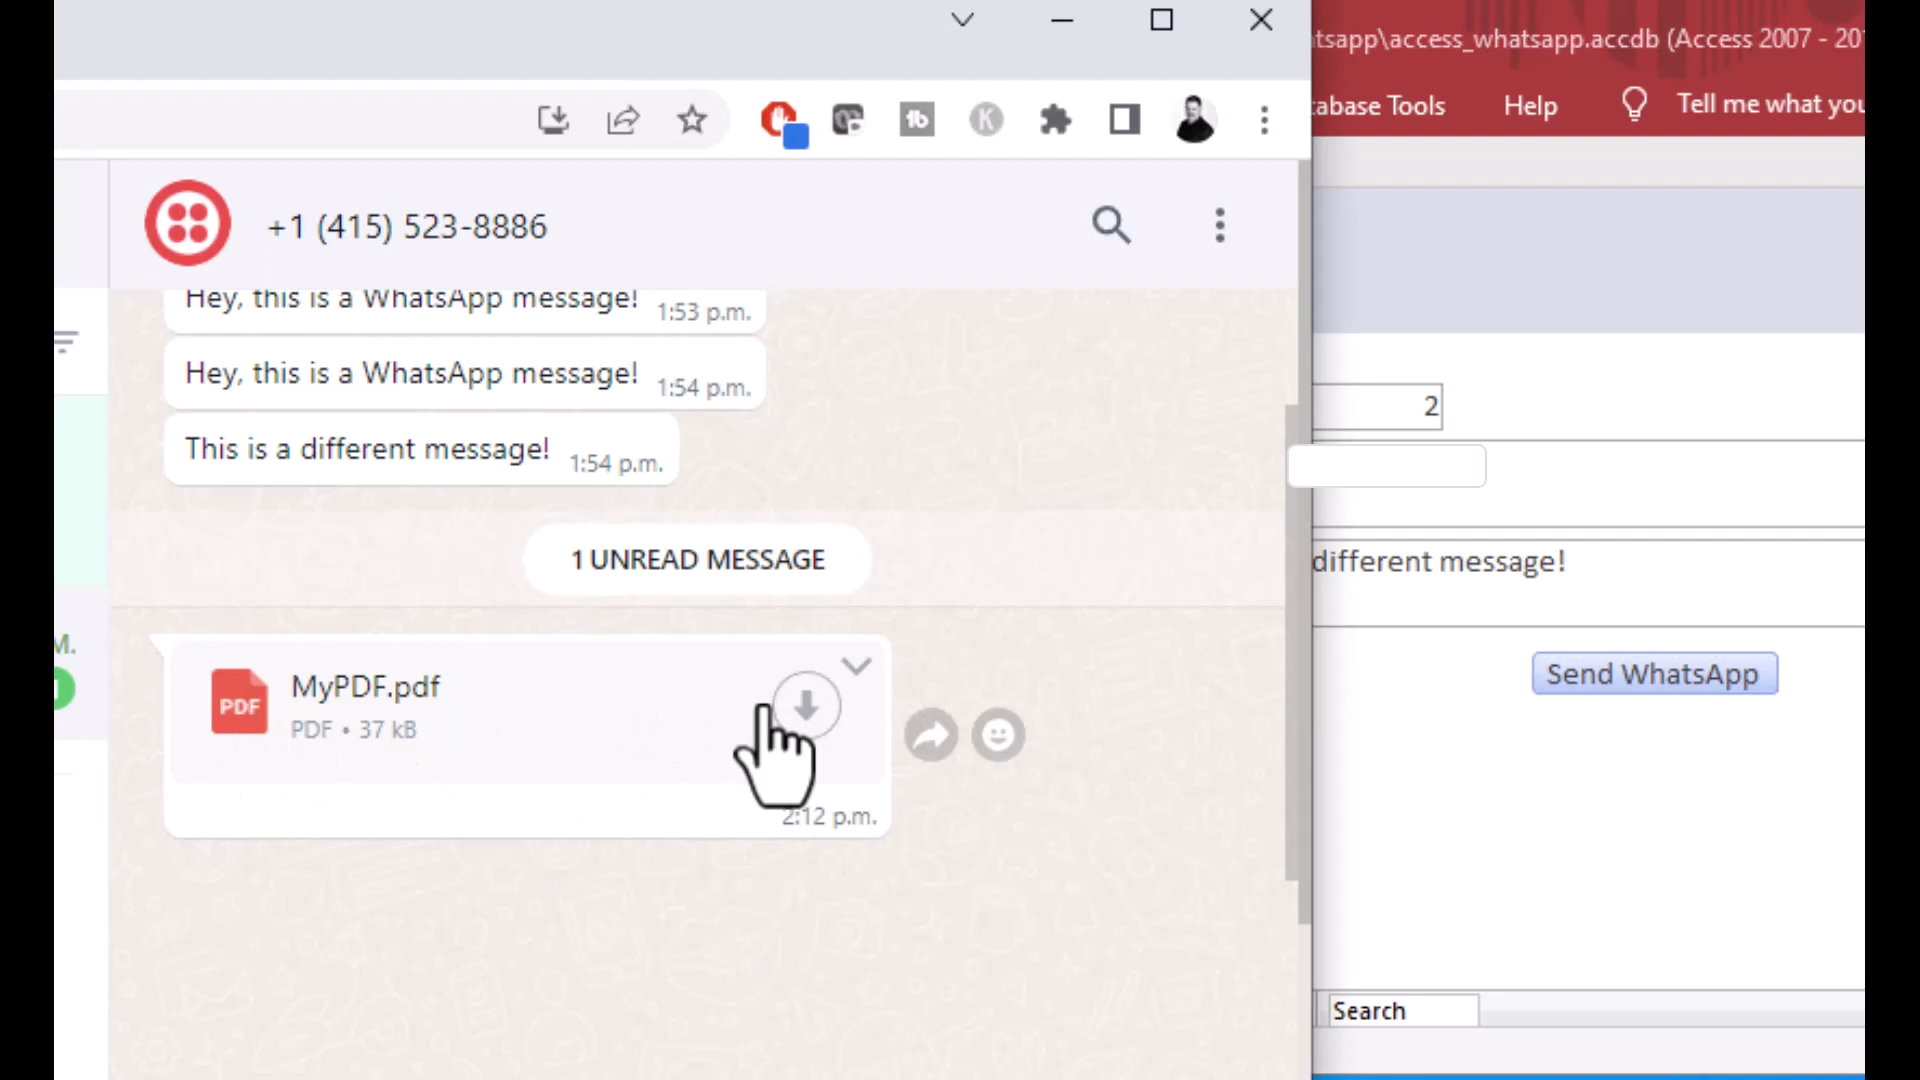 tsapp\access_whatsapp.accdb (Access 2007 - 20
abase Tools
Help
Tell me what you
tb
K
+1 (415) 523-8886
Hey, this is a WhatsApp message! 1:53 p.m.
Hey, this is a WhatsApp message! 1:54 p.m.
This is a different message! 1:54 p.m.
1 UNREAD MESSAGE
M.
PDF
MyPDF.pdf
PDF • 37 kB
2:12 p.m.
2
different message!
Send WhatsApp
Search